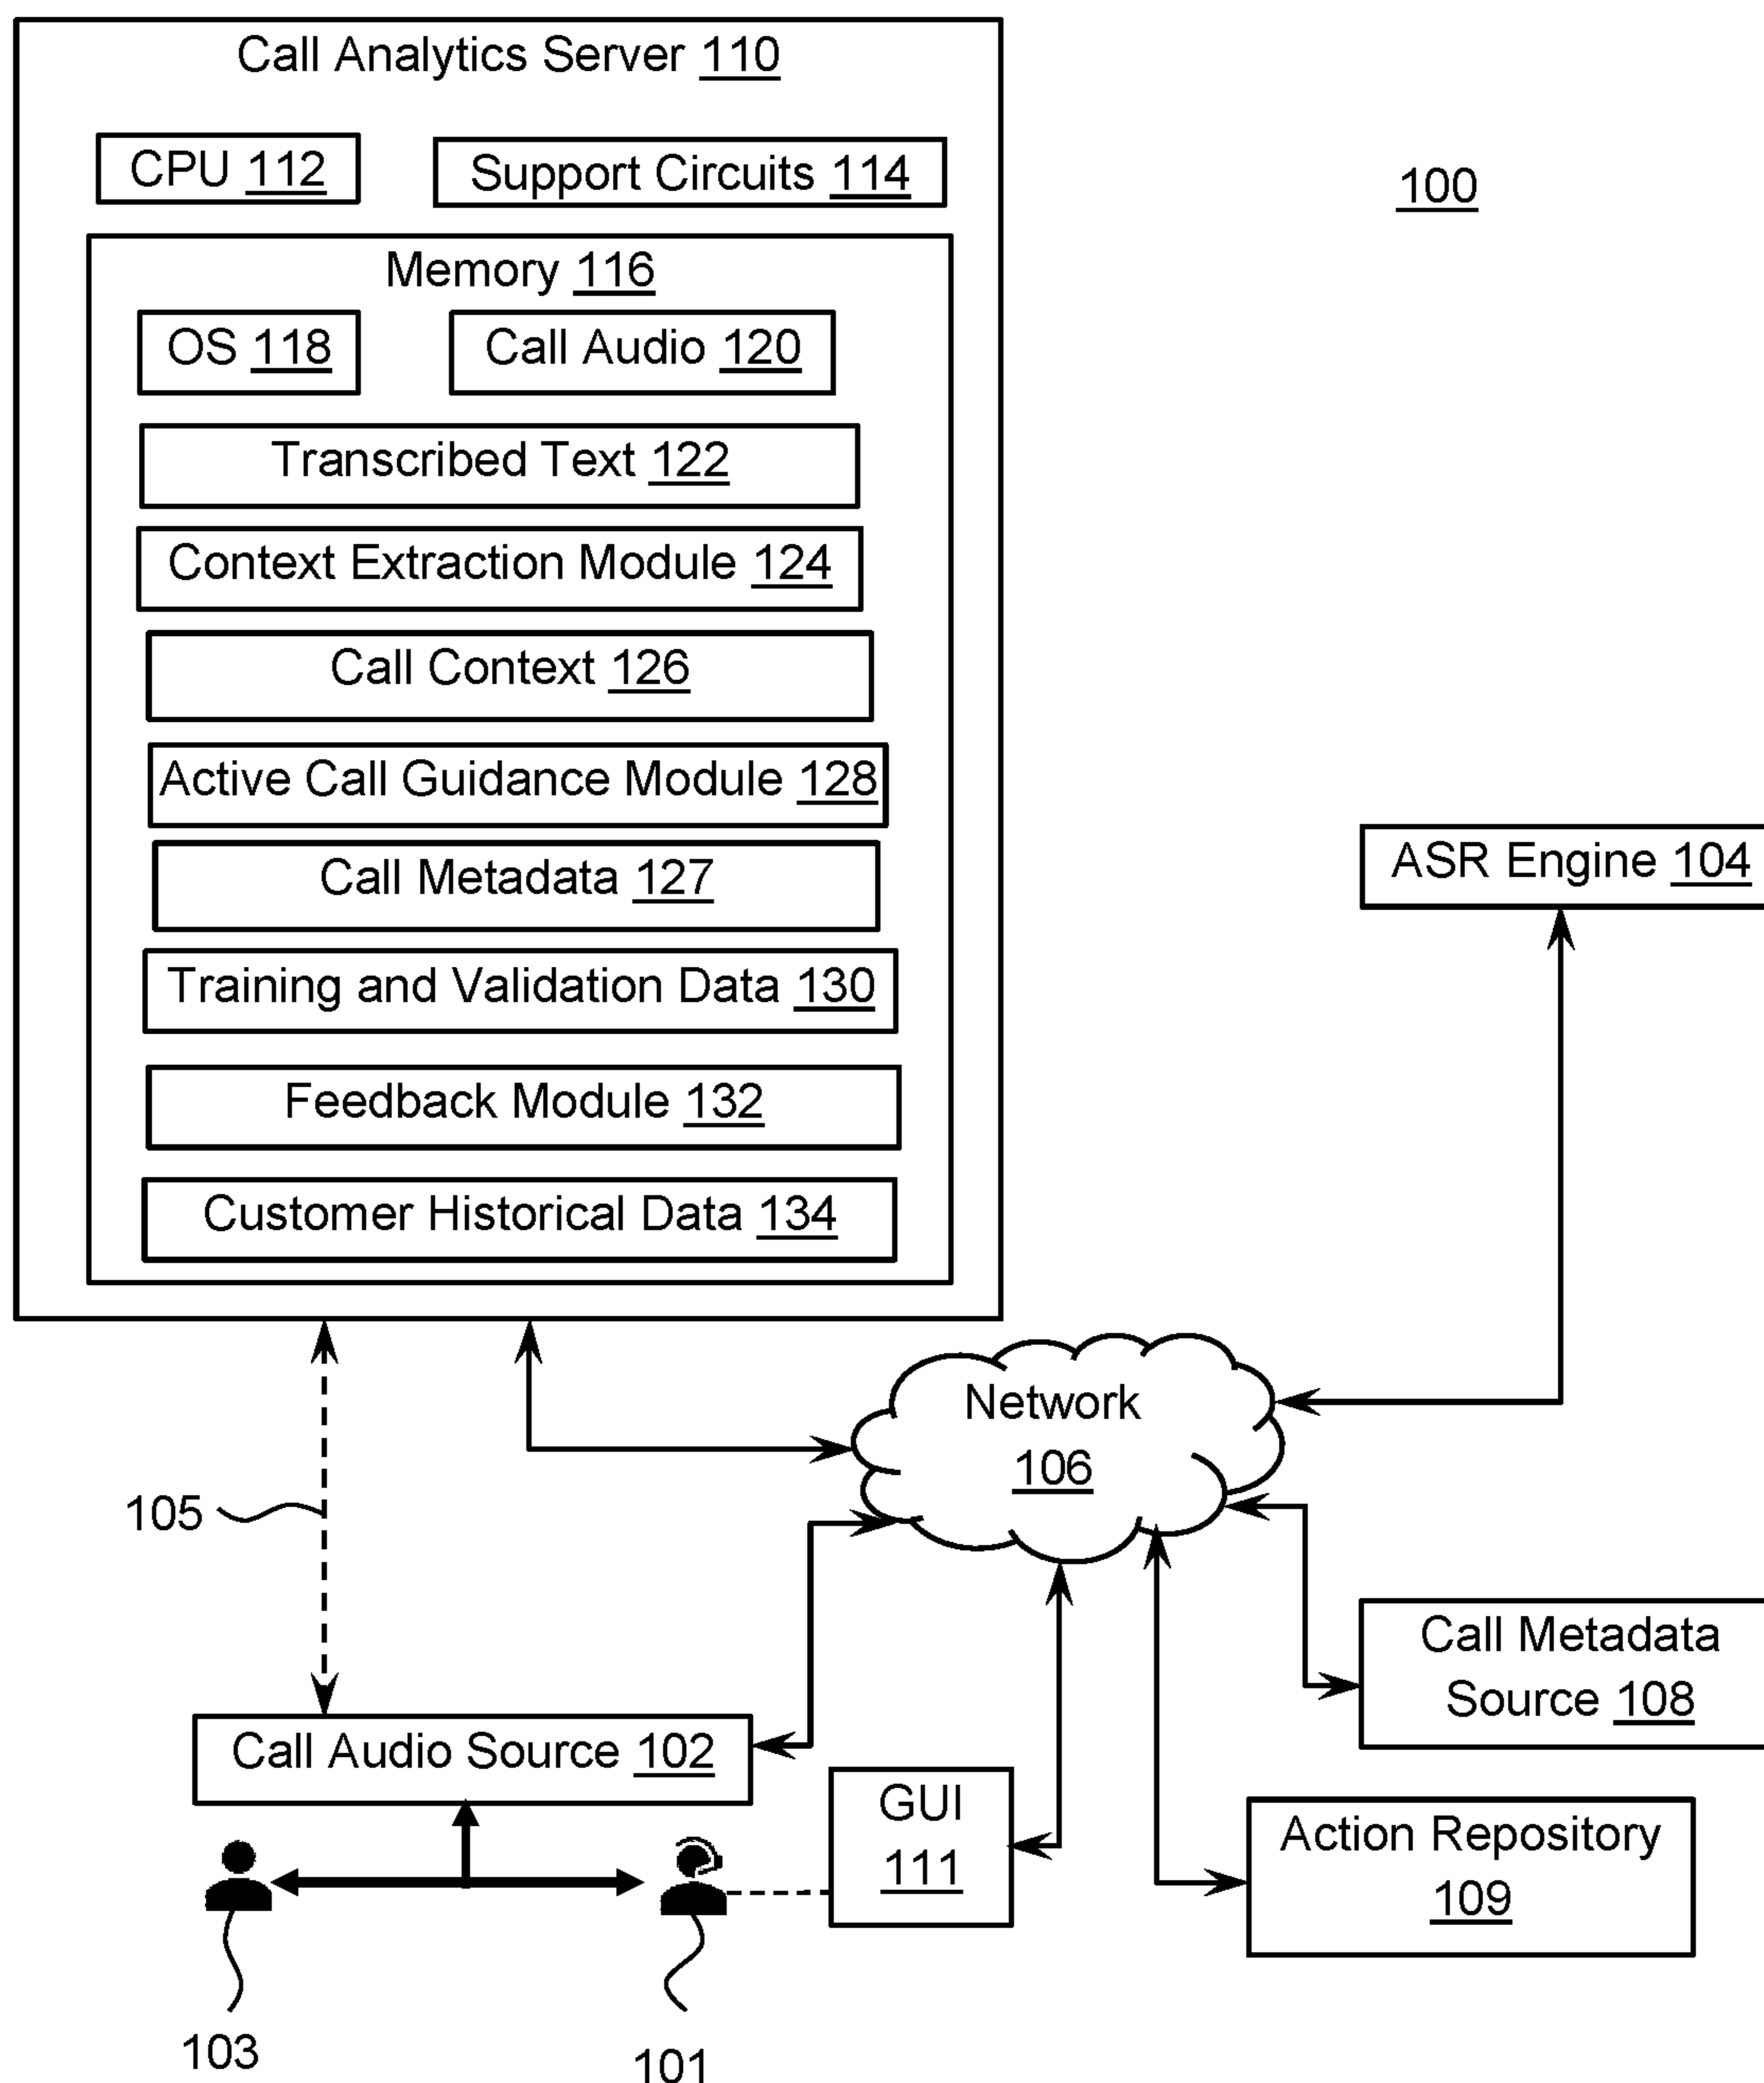 Call Analytics Server 110
CPU 112
Support Circuits 114
100
Memory 116
OS 118
Call Audio 120
Transcribed Text 122
Context Extraction Module 124
Call Context 126
Active Call Guidance Module 128
Call Metadata 127
Training and Validation Data 130
Feedback Module 132
Customer Historical Data 134
ASR Engine 104
Network
106
105
Call Metadata
Source 108
Call Audio Source 102
GUI
111
Action Repository
109
103
101